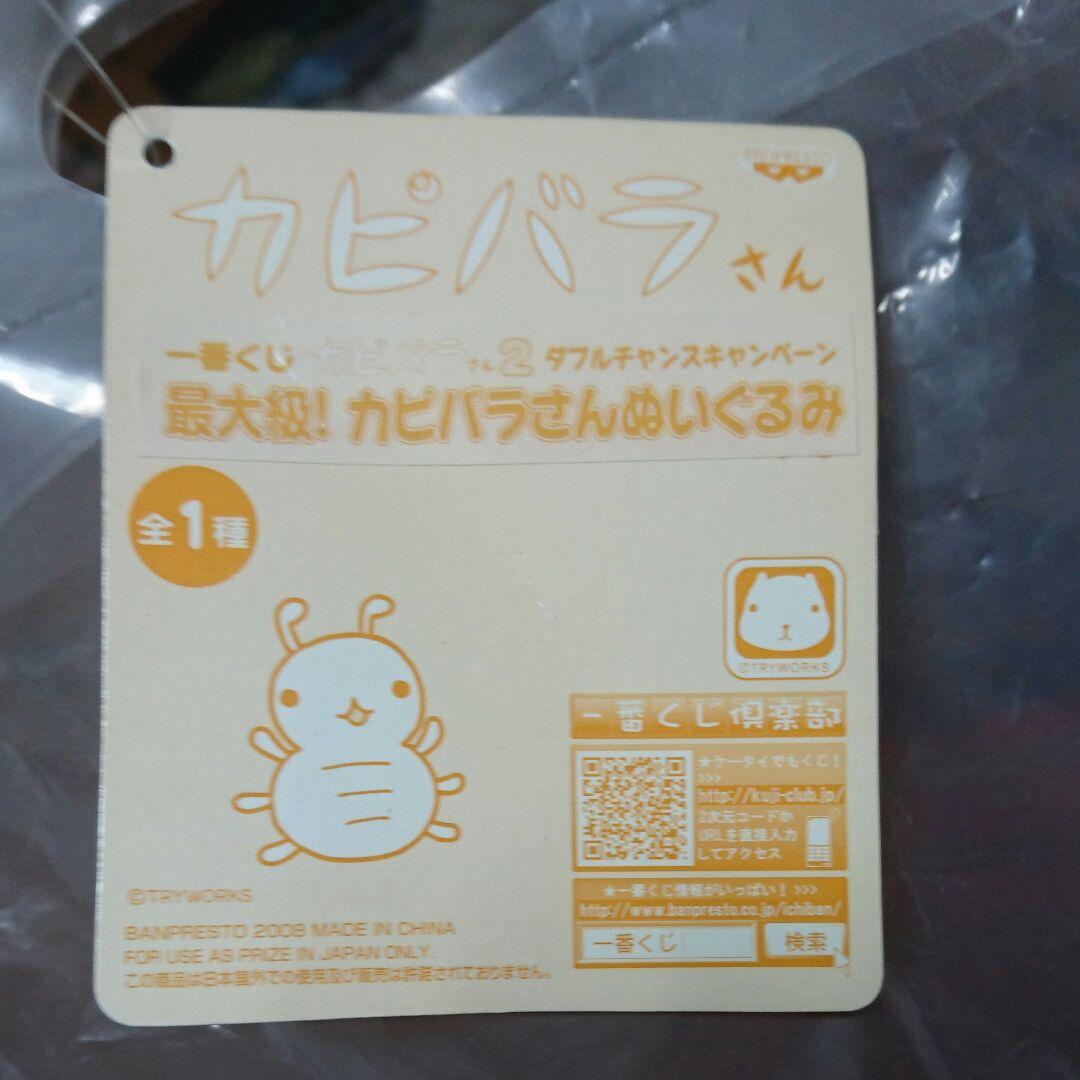 BANPRESTO
カピバラさん
一番くじ カピバラさん2 ダブルチャンスキャンペーン
最大級! カピバラさんぬいぐるみ
全1種
©TRYWORKS
一番くじ倶楽部
★ケータイでもくじ!
>>>
http://kuji-club.jp/
2次元コードか
URLを直接入力
してアクセス
★一番くじ情報がいっぱい! >>>
http://www.banpresto.co.jp/ichiban/
一番くじ 検索
©TRYWORKS
BANPRESTO 2008 MADE IN CHINA
FOR USE AS PRIZE IN JAPAN ONLY.
この商品は日本国外での使用及び販売は許諾されておりません。